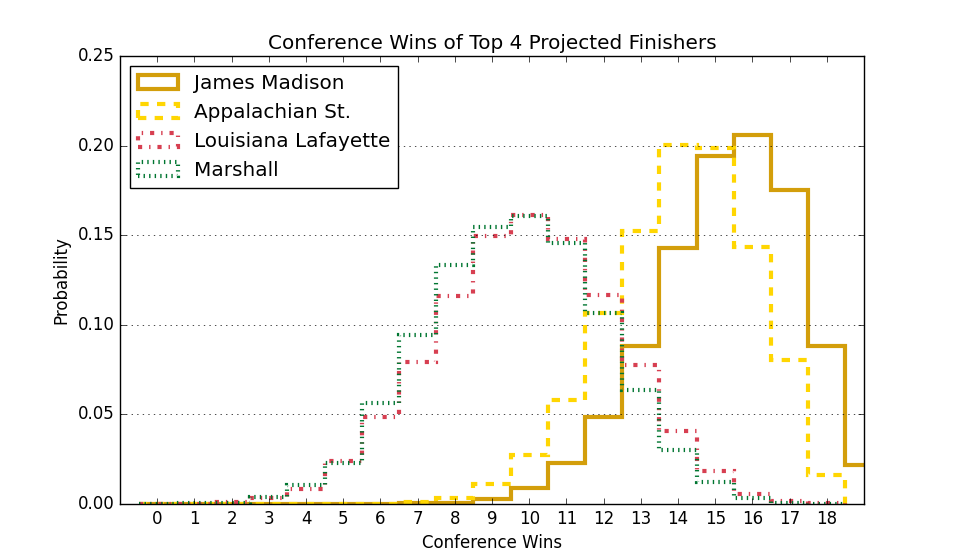 Conference Wins of Top 4 Projected Finishers
0.25
James Madison
Appalachian St.
Louisiana Lafayette
Marshall
0.20
0.15
0.10
0.05
0.00
Probability
0 1 2 3 4 5 6 7 8 9 10 11 12 13 14 15 16 17 18
Conference Wins